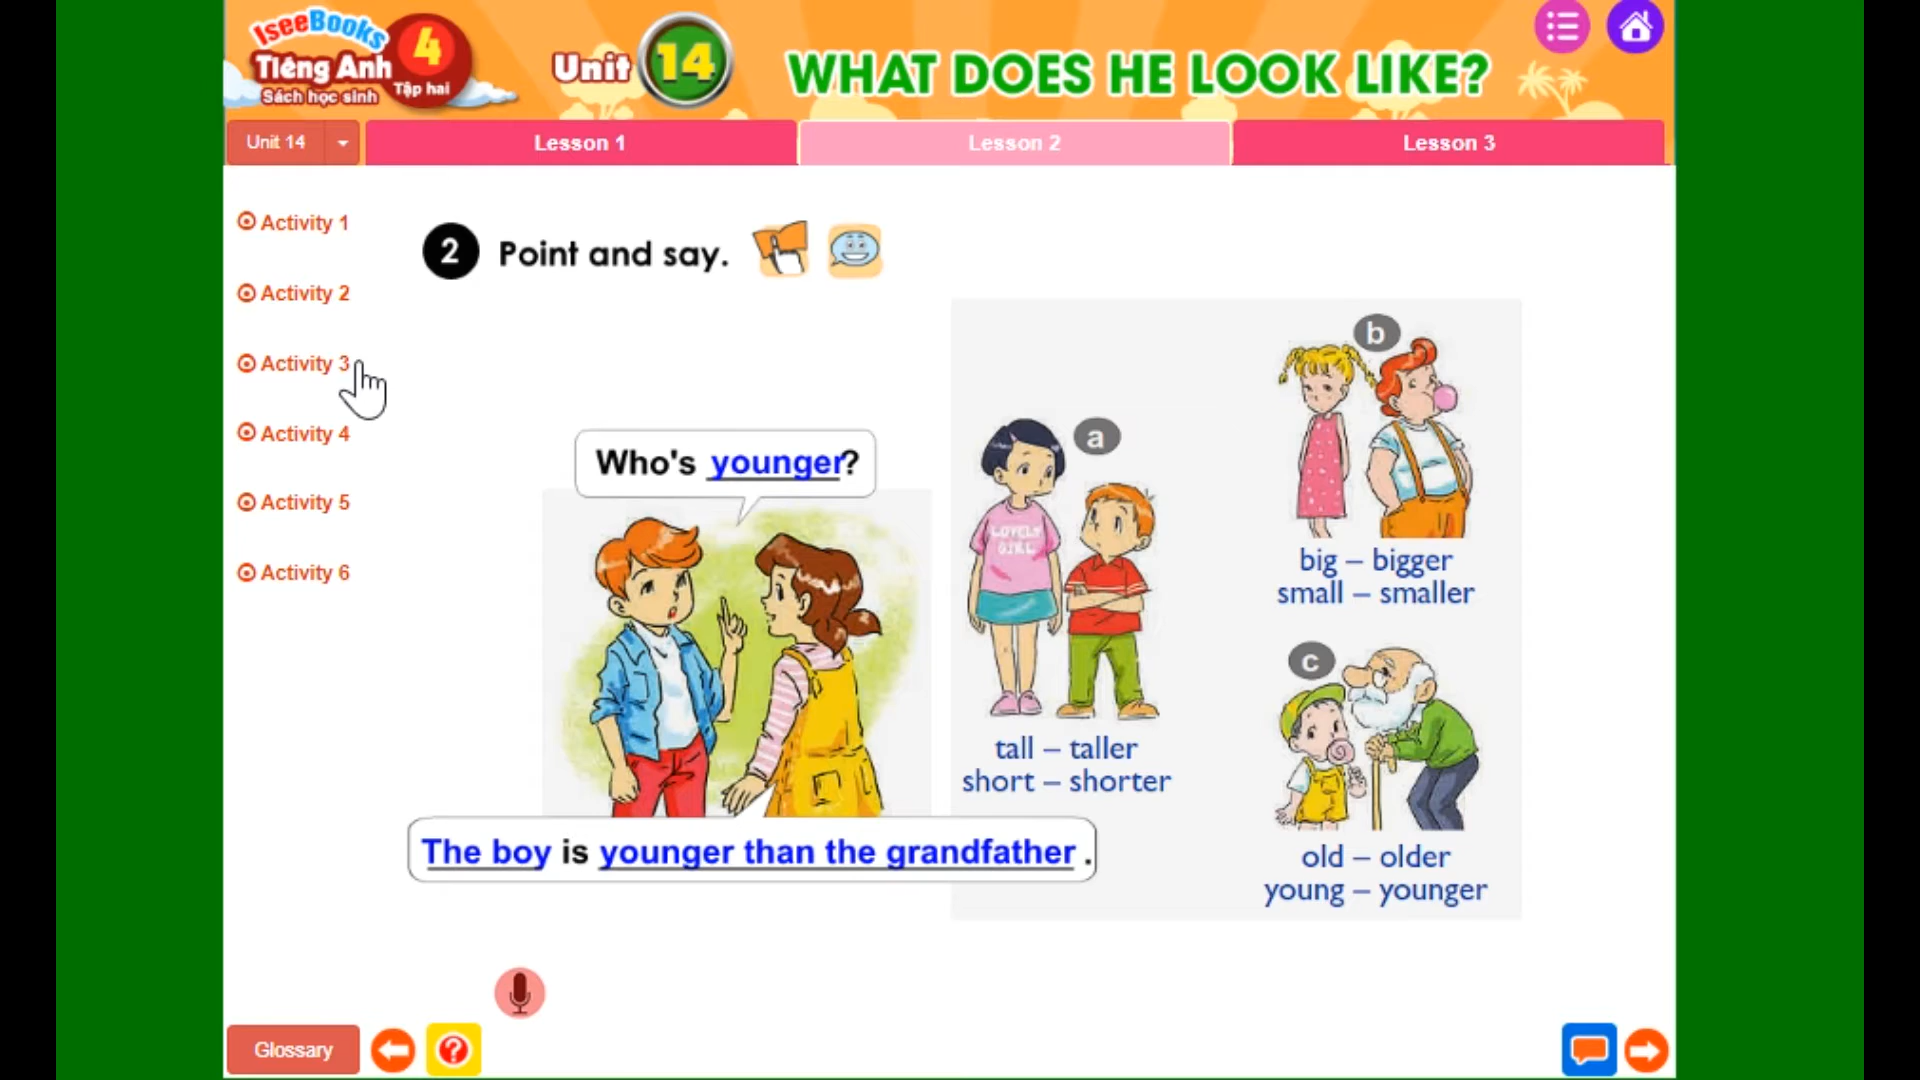 IseeBooks
Tiếng Anh 4
Sách học sinh Tập hai
Unit 14 WHAT DOES HE LOOK LIKE?
Unit 14
Lesson 1
Lesson 2
Lesson 3
Activity 1
Activity 2
Activity 3
Activity 4
Activity 5
Activity 6
2 Point and say.
Who's younger?
The boy is younger than the grandfather .
a
LOVELY
GIRL
tall – taller
short – shorter
b
big – bigger
small – smaller
c
old – older
young – younger
Glossary
?